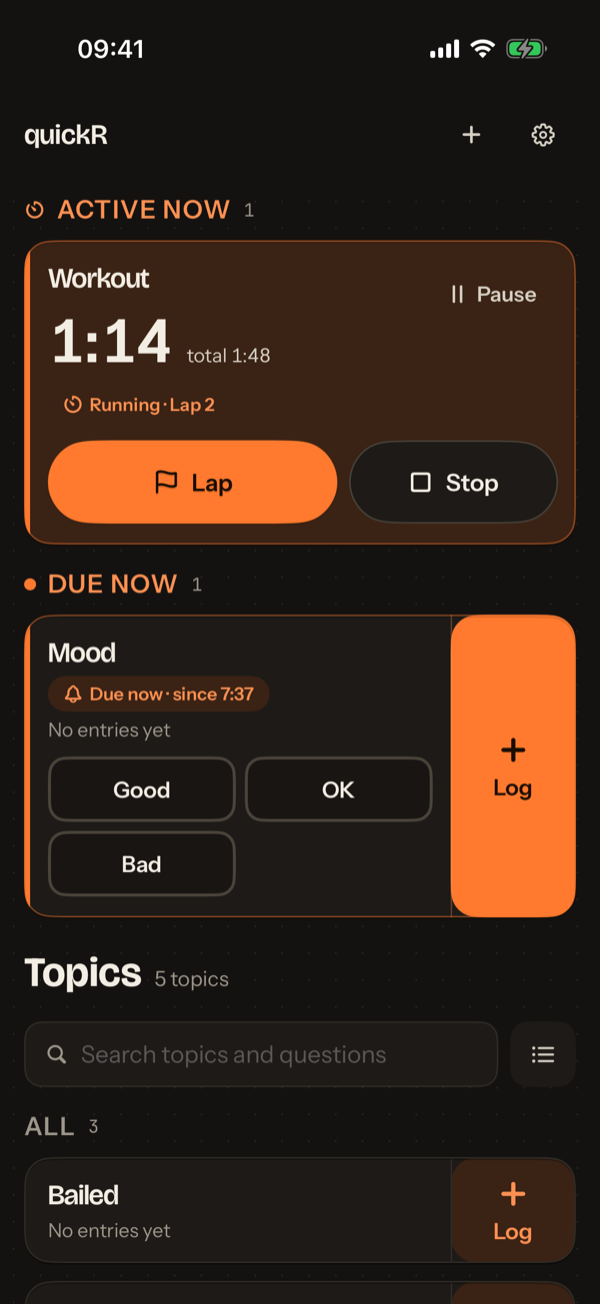 09:41
quickR
ACTIVE NOW 1
Workout
Pause
1:14 total 1:48
Running · Lap 2
Lap
Stop
DUE NOW 1
Mood
Due now · since 7:37
No entries yet
Good
OK
Bad
Log
Topics 5 topics
Search topics and questions
ALL 3
Bailed
No entries yet
Log